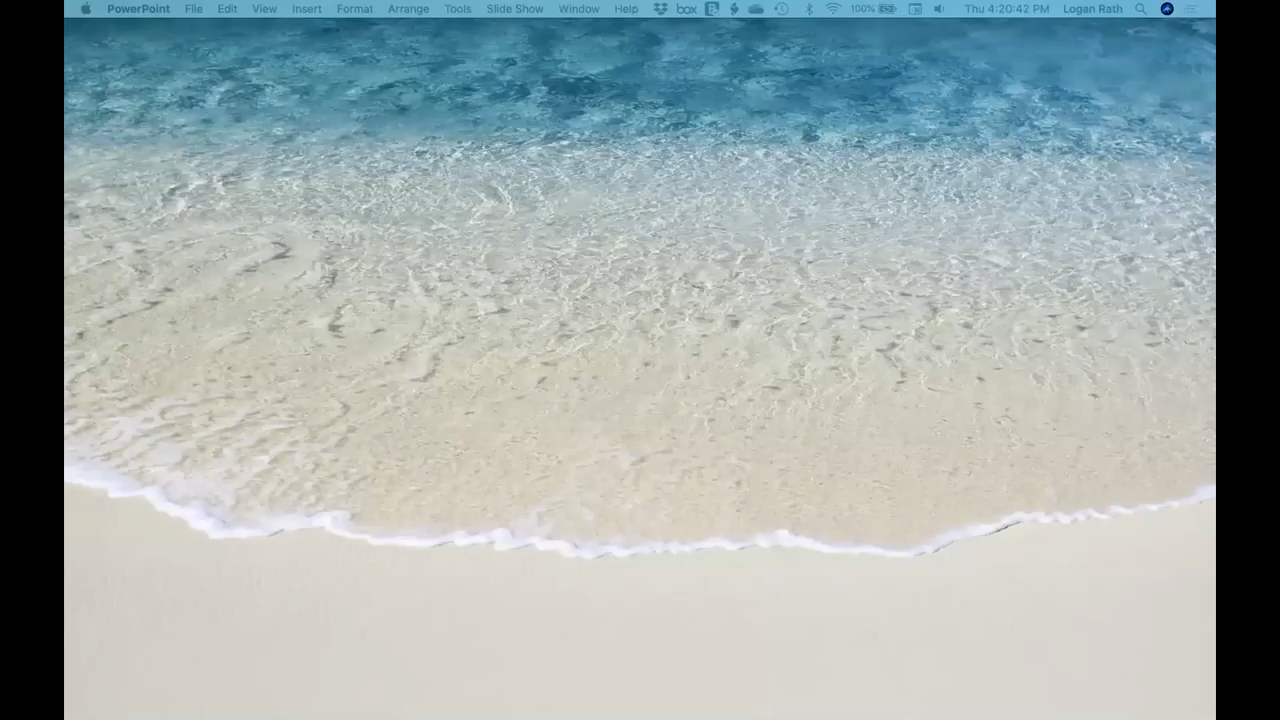 PowerPoint File Edit View Insert Format Arrange Tools Slide Show Window Help box 100% Thu 4:20:42 PM Logan Rath